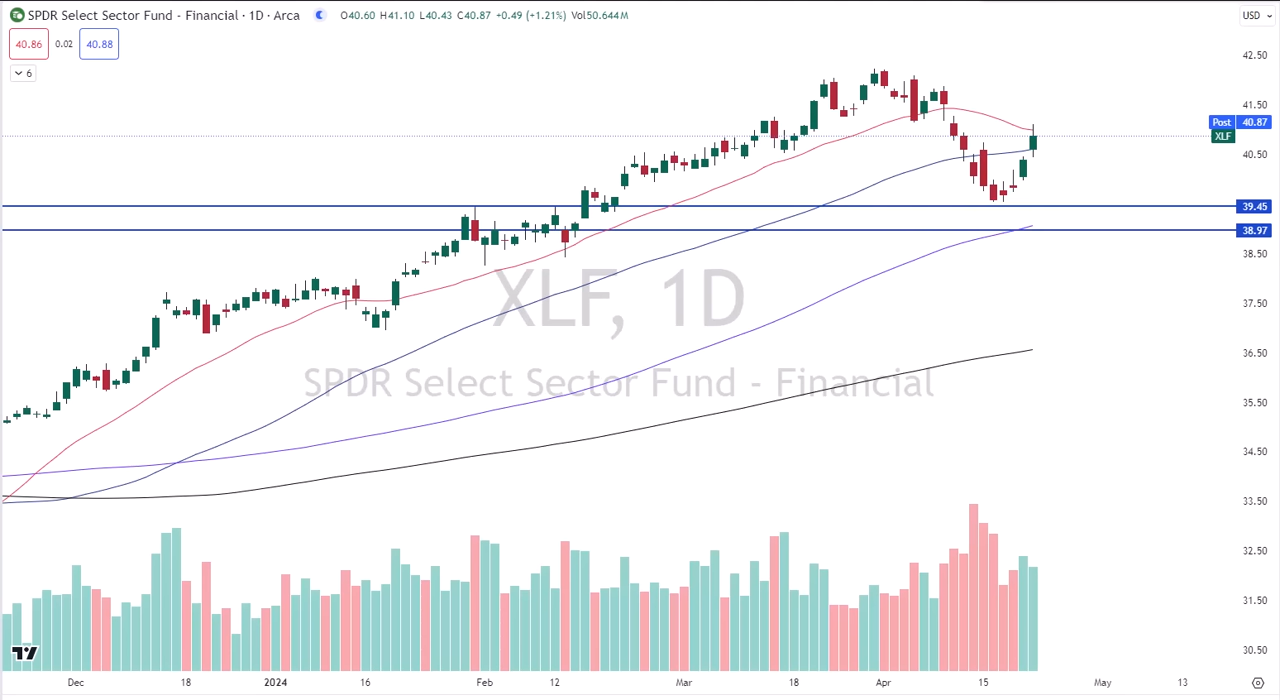 SPDR Select Sector Fund - Financial · 1D · Arca O40.60 H41.10 L40.43 C40.87 +0.49 (+1.21%) Vol50.644M USD
40.86 0.02 40.88
6
42.50
41.50
Post 40.87
XLF
40.50
39.45
38.97
38.50
XLF, 1D
37.50
36.50
SPDR Select Sector Fund - Financial
35.50
34.50
33.50
32.50
31.50
30.50
Dec 18 2024 16 Feb 12 Mar 18 Apr 15 May 13